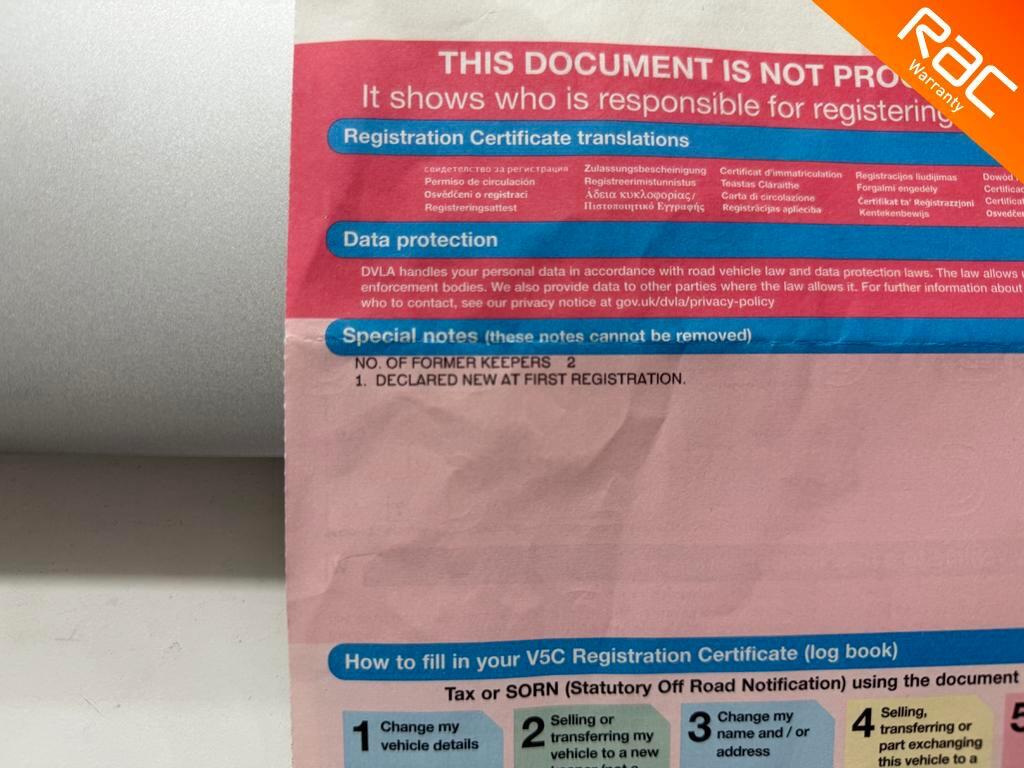 Rac
Warranty
THIS DOCUMENT IS NOT
It shows who is responsible for registering
Registration Certificate translations
свидетелство за регистрация
Permiso de circulación
Osvědčení o registraci
Registreringsattest
Zulassungsbescheinigung
Registreerimistunnistus
Άδεια κυκλοφορίας/
Πιστοποιητικό Εγγραφής
Certificat d'immatriculation
Teastas Cláraithe
Carta di circolazione
Reģistrācijas apliecība
Registracijos liudijimas
Forgalmi engedély
Ċertifikat ta' Reġistrazzjoni
Kentekenbewijs
Dowód
Data protection
DVLA handles your personal data in accordance with road vehicle law and data protection laws. The law allows
enforcement bodies. We also provide data to other parties where the law allows it. For further information about
who to contact, see our privacy notice at gov.uk/dvla/privacy-policy
Special notes (these notes cannot be removed)
NO. OF FORMER KEEPERS 2
1. DECLARED NEW AT FIRST REGISTRATION.
How to fill in your V5C Registration Certificate (log book)
Tax or SORN (Statutory Off Road Notification) using the document
1 Change my
vehicle details
2 Selling or
transferring my
vehicle to a new
3 Change my
name and / or
address
4 Selling,
transferring or
part exchanging
this vehicle to a
5